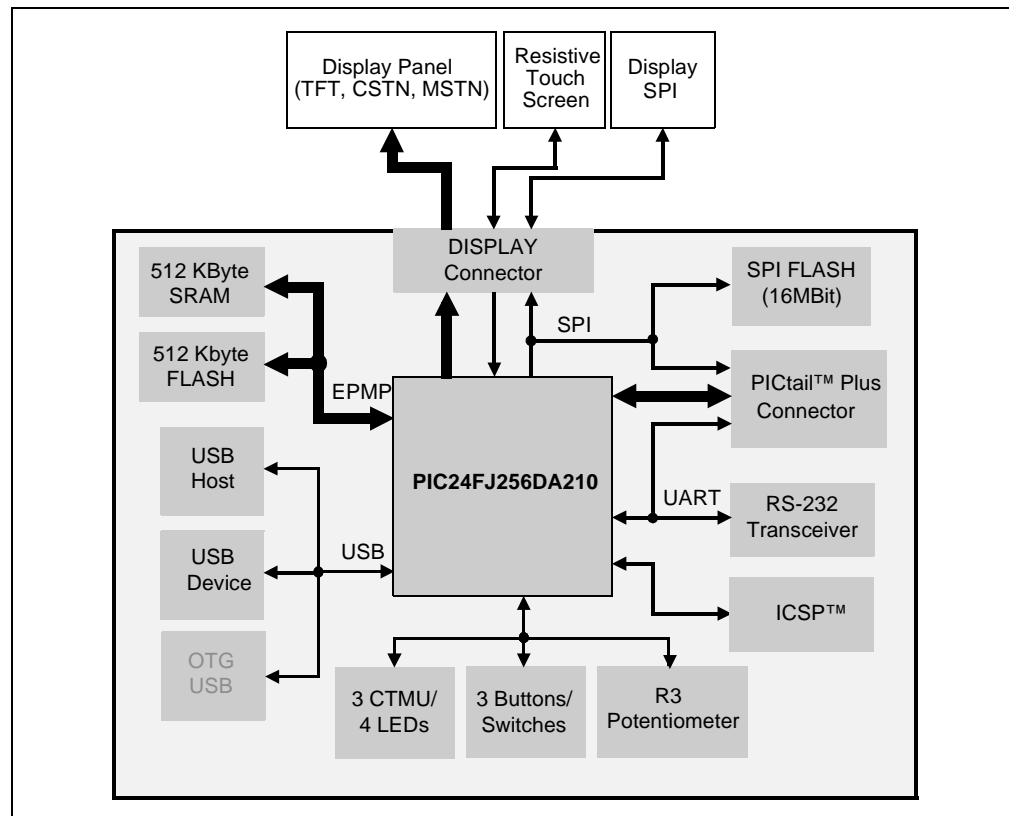 Display Panel
(TFT, CSTN, MSTN)
Resistive
Touch
Screen
Display
SPI
DISPLAY
Connector
512 KByte
SRAM
SPI FLASH
(16MBit)
SPI
512 Kbyte
FLASH
EPMP
PICtail™ Plus
Connector
USB
Host
PIC24FJ256DA210
UART
RS-232
Transceiver
USB
Device
USB
ICSP™
OTG
USB
3 CTMU/
4 LEDs
3 Buttons/
Switches
R3
Potentiometer